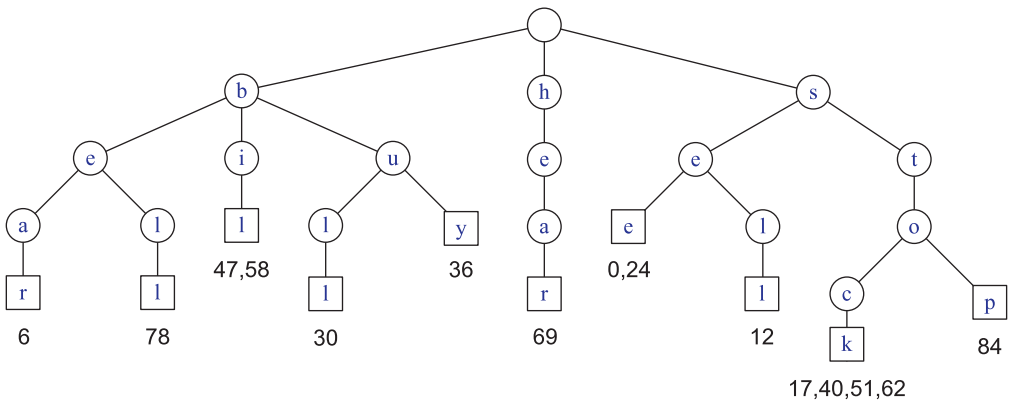 b h s
e i u e e t
a l l l y a e l o
r l l r l c p
47,58 36 0,24
6 78 30 69 12 k 84
17,40,51,62